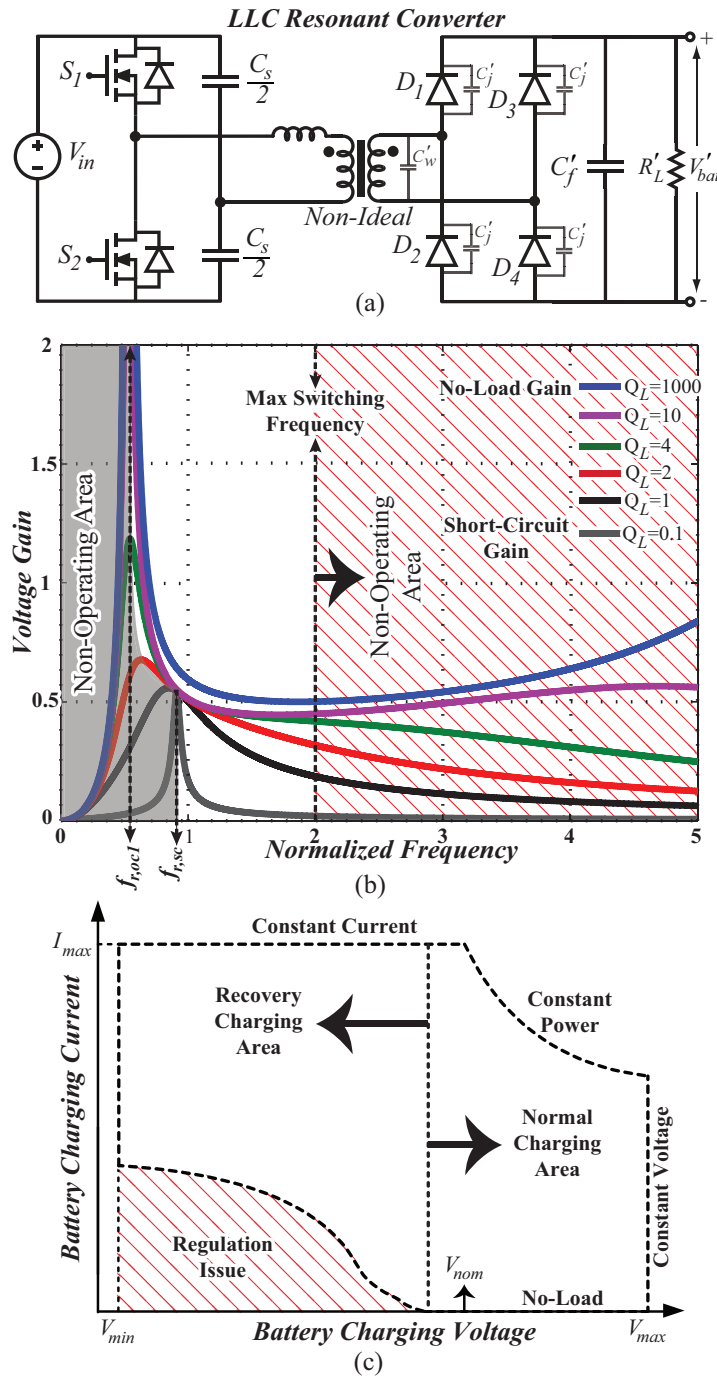 LLC Resonant Converter
S1
Cs
2
D1
C'j
D3
C'j
+
Vin
C'w
C'f
R'L
Non-Ideal
S2
Cs
2
D2
C'j
D4
C'j
-
(a)
Voltage Gain
2
1.5
1
0.5
0
Non-Operating Area
Max Switching
Frequency
No-Load Gain
QL=1000
QL=10
QL=4
QL=2
QL=1
QL=0.1
Short-Circuit
Gain
Non-Operating
Area
0
1
2
3
4
5
fr,oc1
fr,sc
Normalized Frequency
(b)
Battery Charging Current
Imax
Constant Current
Recovery
Charging
Area
Constant
Power
Normal
Charging
Area
Constant Voltage
Regulation
Issue
Vnom
No-Load
Vmin
Battery Charging Voltage
Vmax
(c)